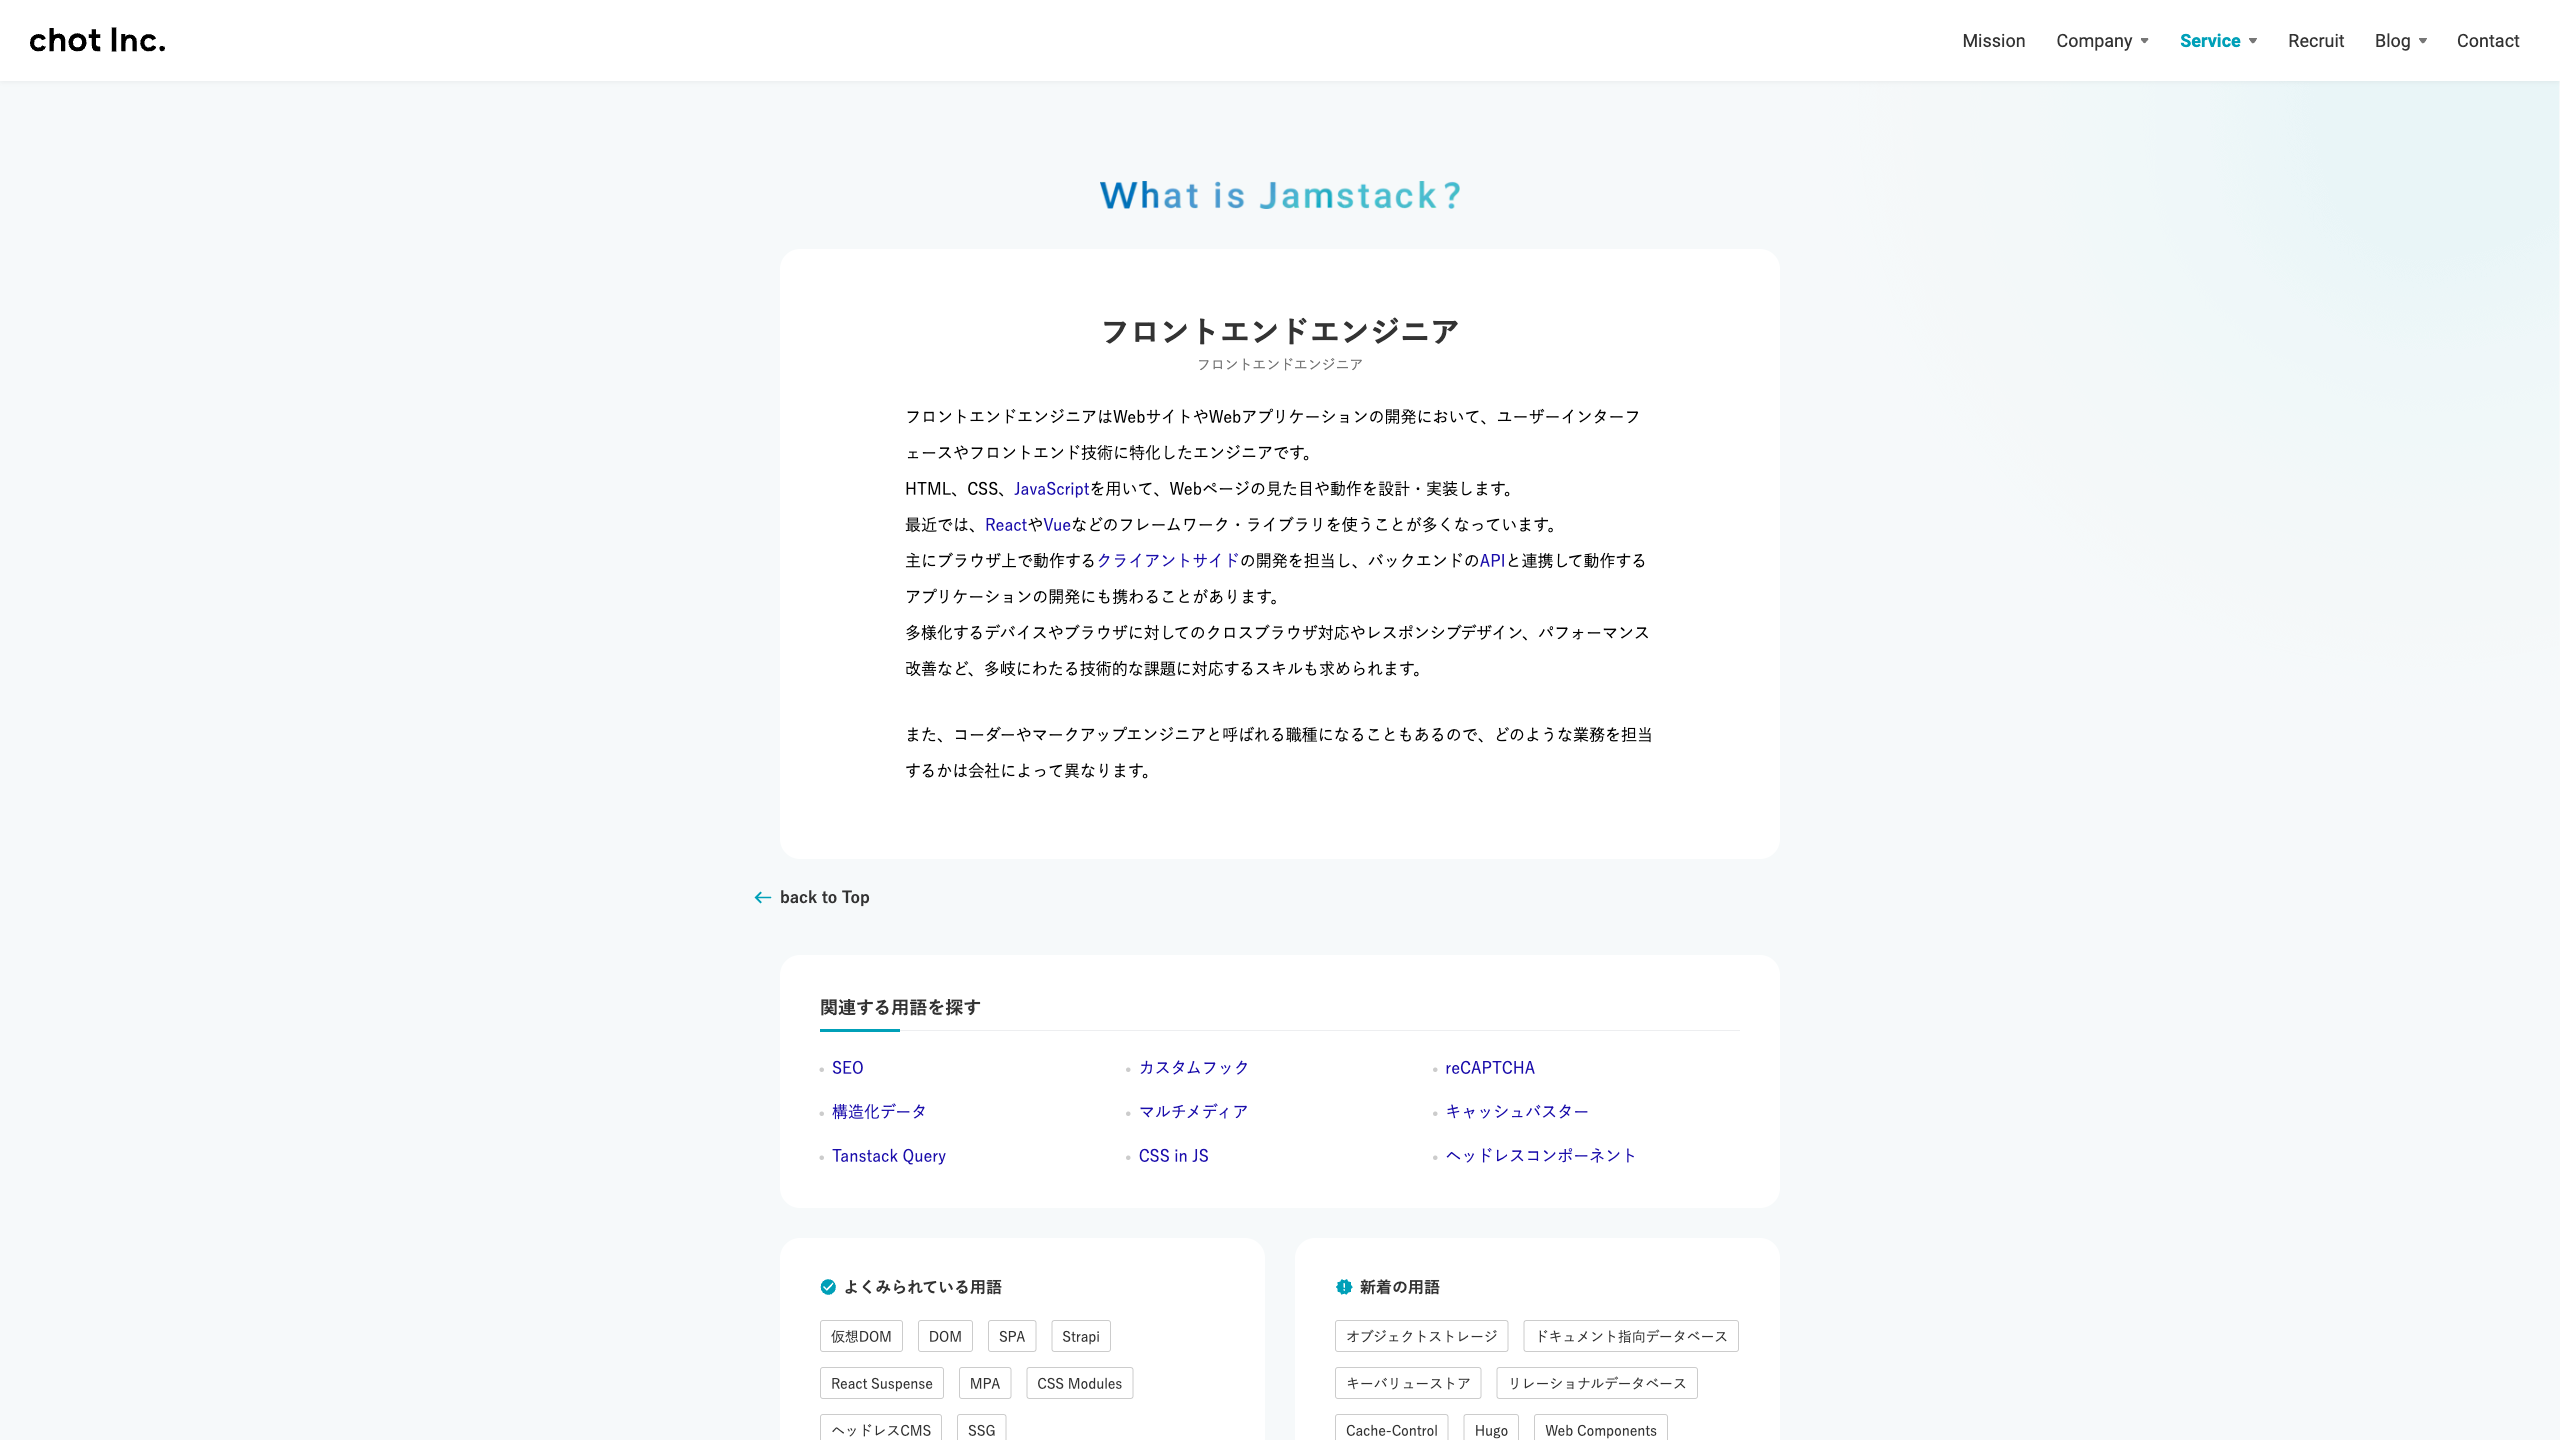 chot Inc.
Mission Company Service Recruit Blog Contact
What is Jamstack?
フロントエンドエンジニア
フロントエンドエンジニア
フロントエンドエンジニアはWebサイトやWebアプリケーションの開発において、ユーザーインターフ
ェースやフロントエンド技術に特化したエンジニアです。
HTML、CSS、JavaScriptを用いて、Webページの見た目や動作を設計・実装します。
最近では、ReactやVueなどのフレームワーク・ライブラリを使うことが多くなっています。
主にブラウザ上で動作するクライアントサイドの開発を担当し、バックエンドのAPIと連携して動作する
アプリケーションの開発にも携わることがあります。
多様化するデバイスやブラウザに対してのクロスブラウザ対応やレスポンシブデザイン、パフォーマンス
改善など、多岐にわたる技術的な課題に対応するスキルも求められます。
また、コーダーやマークアップエンジニアと呼ばれる職種になることもあるので、どのような業務を担当
するかは会社によって異なります。
back to Top
関連する用語を探す
SEO カスタムフック reCAPTCHA
構造化データ マルチメディア キャッシュバスター
Tanstack Query CSS in JS ヘッドレスコンポーネント
よくみられている用語
仮想DOM DOM SPA Strapi
React Suspense MPA CSS Modules
ヘッドレスCMS SSG
新着の用語
オブジェクトストレージ ドキュメント指向データベース
キーバリューストア リレーショナルデータベース
Cache-Control Hugo Web Components